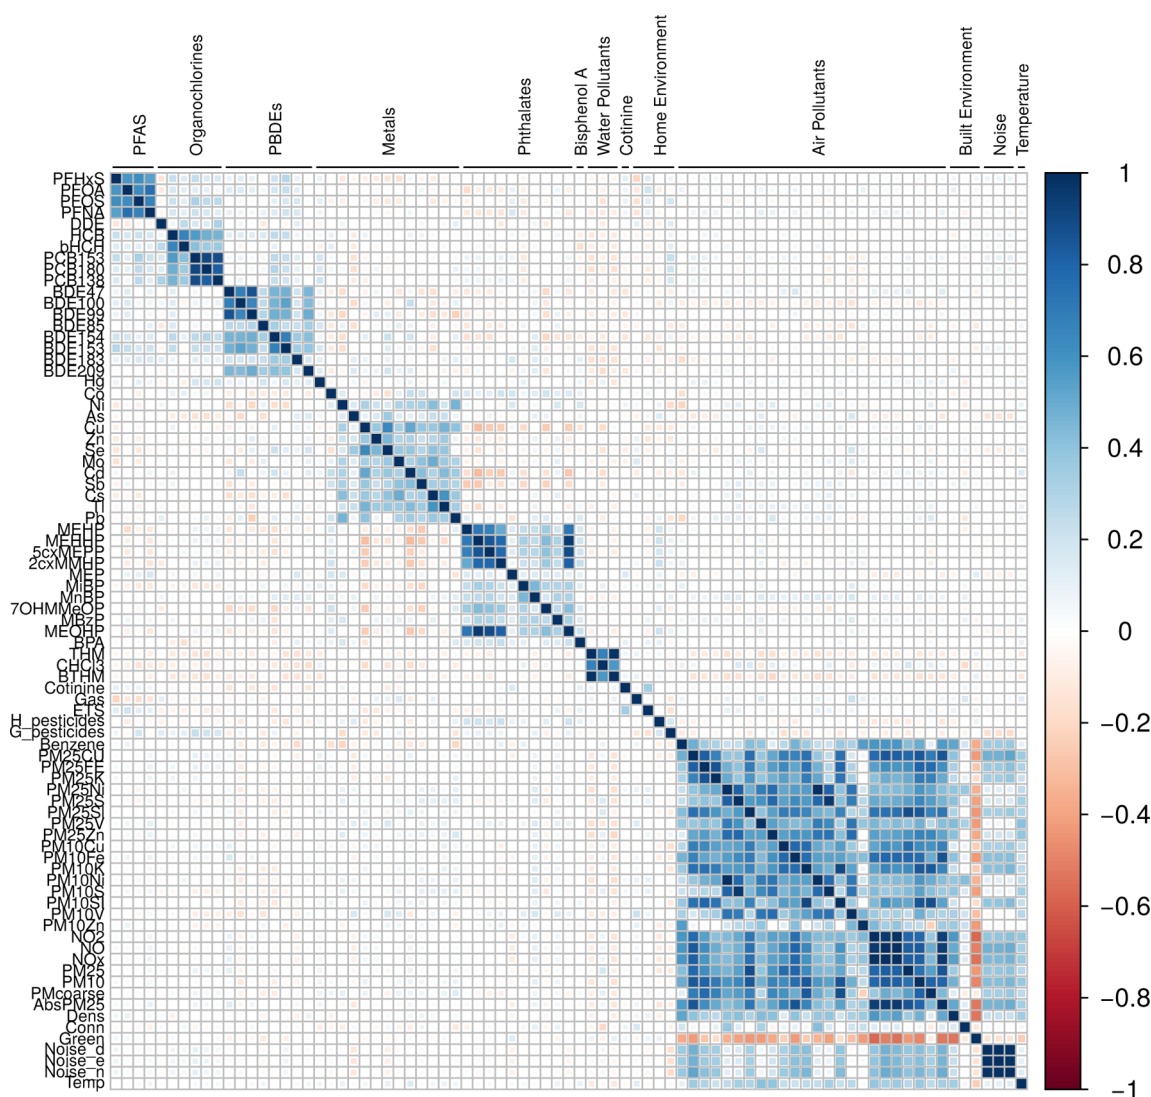 PFAS
Organochlorines
PBDEs
Metals
Phthalates
Bisphenol A
Water Pollutants
Cotinine
Home Environment
Air Pollutants
Built Environment
Noise
Temperature
PFHxS
PFOA
PFOS
PFNA
DDE
HCB
bHCH
PCB153
PCB180
PCB138
BDE47
BDE100
BDE99
BDE85
BDE154
BDE153
BDE183
BDE209
Hg
Co
Ni
As
Cu
Zn
Se
Mo
Cd
Sb
Cs
Tl
Pb
MEHP
MEHHP
5cxMEPP
2cxMMHP
MEP
MiBP
MnBP
7OHMMeOP
MBzP
MEOHP
BPA
THM
CHCl3
BTHM
Cotinine
Gas
ETS
H_pesticides
G_pesticides
Benzene
PM25CU
PM25FE
PM25K
PM25Ni
PM25S
PM25SI
PM25V
PM25Zn
PM10Cu
PM10Fe
PM10K
PM10Ni
PM10S
PM10SI
PM10V
PM10Zn
NO2
NO
NOx
PM25
PM10
PMcoarse
AbsPM25
Dens
Conn
Green
Noise_d
Noise_e
Noise_n
Temp
1
0.8
0.6
0.4
0.2
0
−0.2
−0.4
−0.6
−0.8
−1